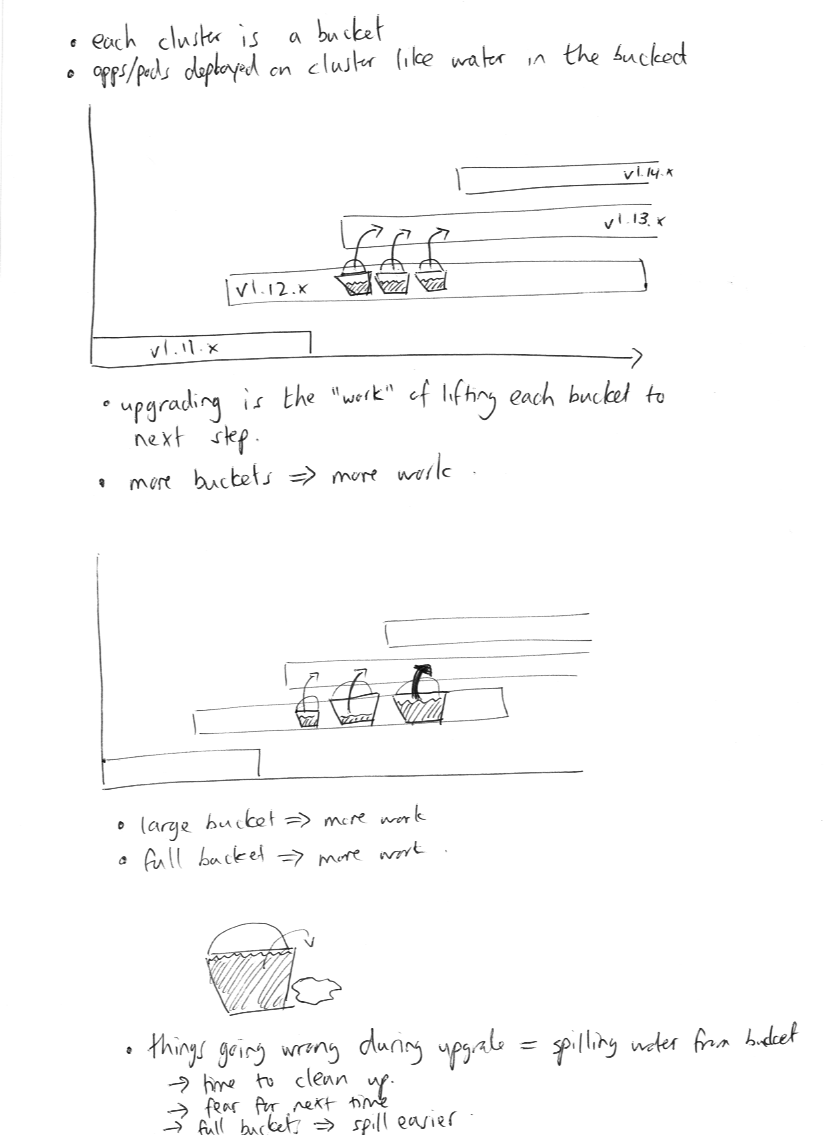 • each cluster is a bucket
• apps/pods deployed on cluster like water in the bucked
v1.14.x
v1.13.x
v1.12.x
v1.11.x
• upgrading is the "work" of lifting each bucket to
next step.
• more buckets => more work.
• large bucket => more work
• full bucket => more work.
• things going wrong during upgrade = spilling water from bucket
→ time to clean up.
→ fear for next time
→ full buckets => spill easier.